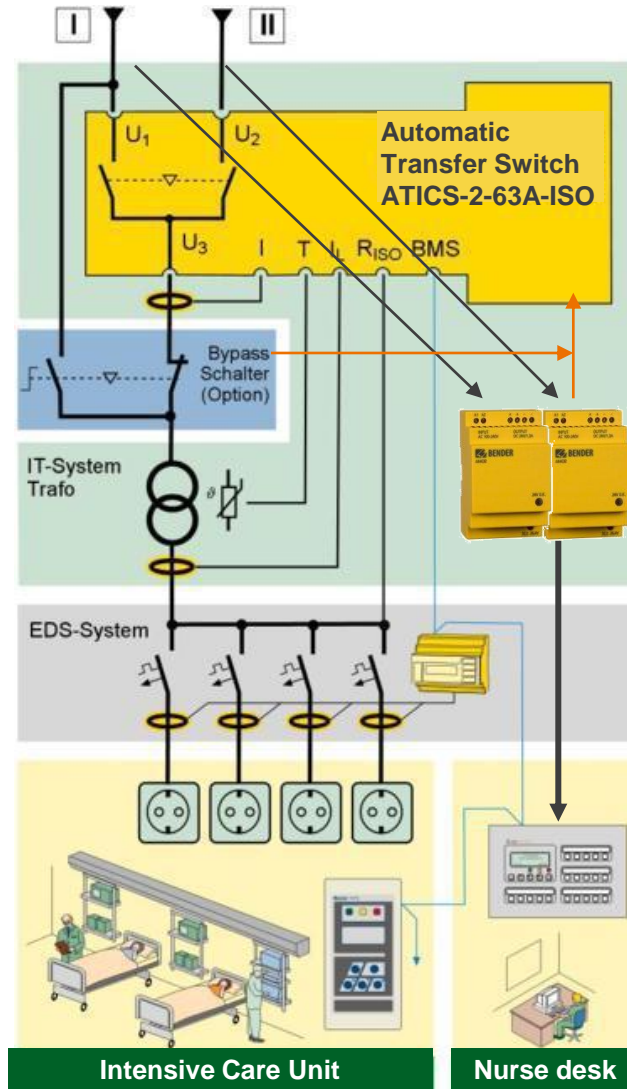 I II
U1 U2
Automatic
Transfer Switch
ATICS-2-63A-ISO
U3 I T IL RISO BMS
Bypass
Schalter
(Option)
IT-System
Trafo
ϑ
BENDER
BENDER
EDS-System
Intensive Care Unit
Nurse desk